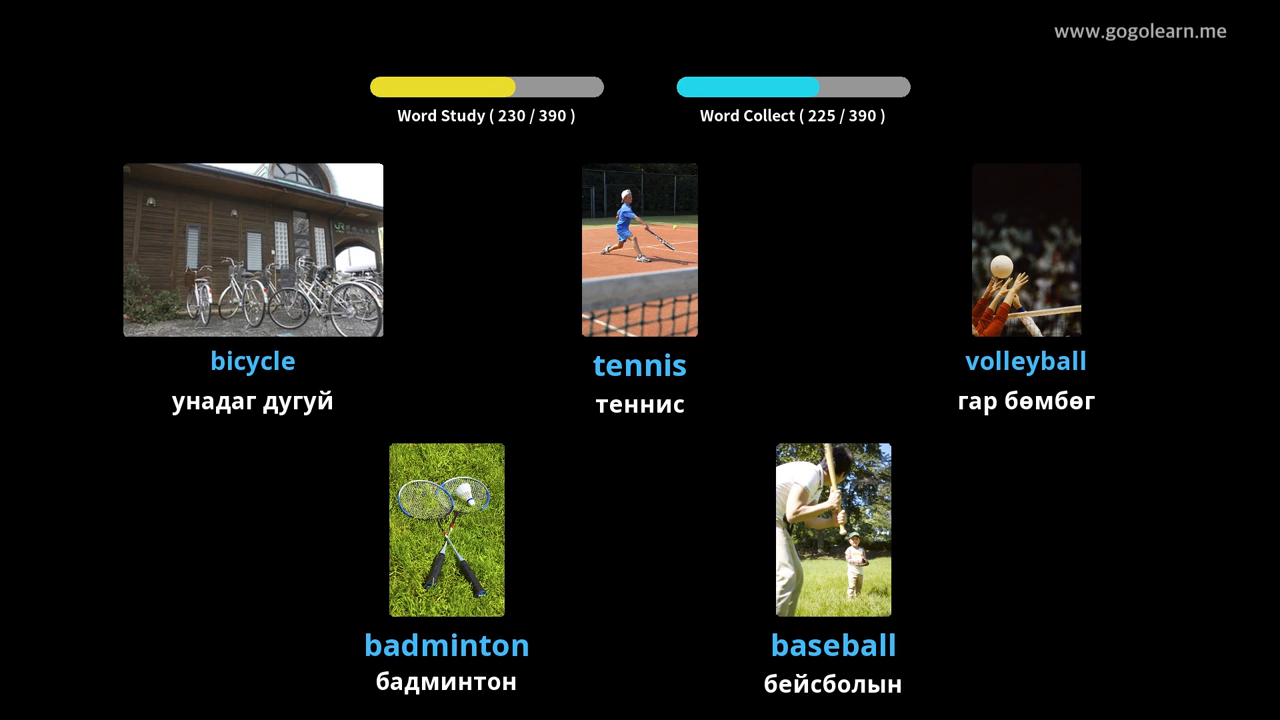 www.gogolearn.me
Word Study ( 230 / 390 )
Word Collect ( 225 / 390 )
bicycle
унадаг дугуй
tennis
теннис
volleyball
гар бөмбөг
badminton
бадминтон
baseball
бейсболын